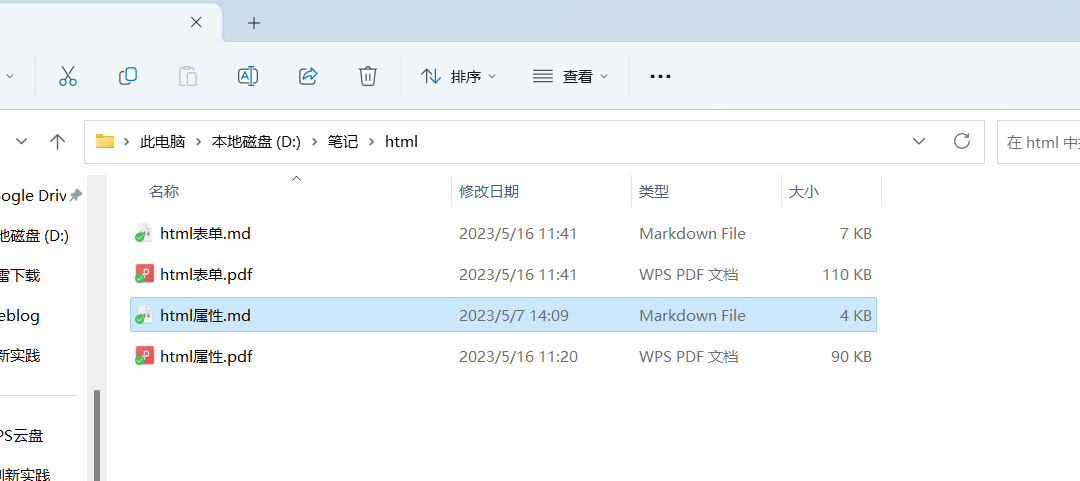 排序 查看
此电脑 本地磁盘 (D:) 笔记 html
在 html 中
名称 修改日期 类型 大小
ogle Driv
html表单.md 2023/5/16 11:41 Markdown File 7 KB
地磁盘 (D:)
html表单.pdf 2023/5/16 11:41 WPS PDF 文档 110 KB
雷下载
html属性.md 2023/5/7 14:09 Markdown File 4 KB
eblog
html属性.pdf 2023/5/16 11:20 WPS PDF 文档 90 KB
新实践
PS云盘
创新实践